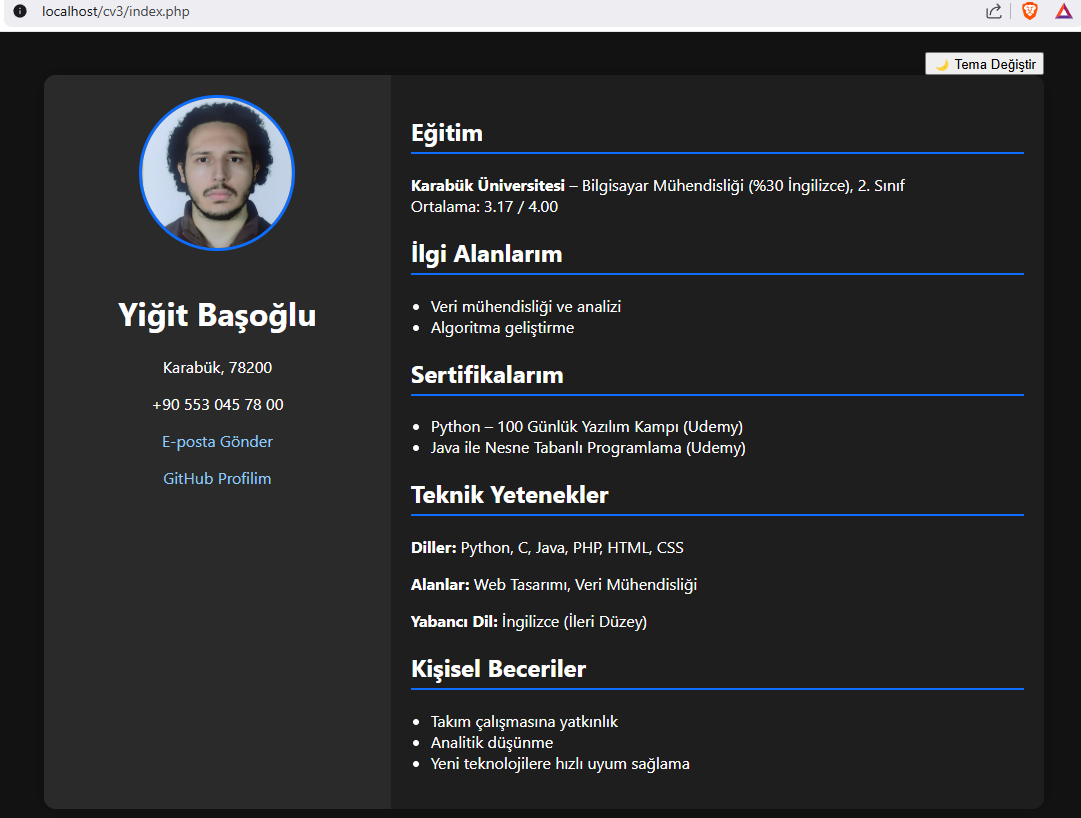 localhost/cv3/index.php
🌙 Tema Değiştir
Yiğit Başoğlu
Karabük, 78200
+90 553 045 78 00
E-posta Gönder
GitHub Profilim
Eğitim
Karabük Üniversitesi – Bilgisayar Mühendisliği (%30 İngilizce), 2. Sınıf
Ortalama: 3.17 / 4.00
İlgi Alanlarım
• Veri mühendisliği ve analizi
• Algoritma geliştirme
Sertifikalarım
• Python – 100 Günlük Yazılım Kampı (Udemy)
• Java ile Nesne Tabanlı Programlama (Udemy)
Teknik Yetenekler
Diller: Python, C, Java, PHP, HTML, CSS
Alanlar: Web Tasarımı, Veri Mühendisliği
Yabancı Dil: İngilizce (İleri Düzey)
Kişisel Beceriler
• Takım çalışmasına yatkınlık
• Analitik düşünme
• Yeni teknolojilere hızlı uyum sağlama